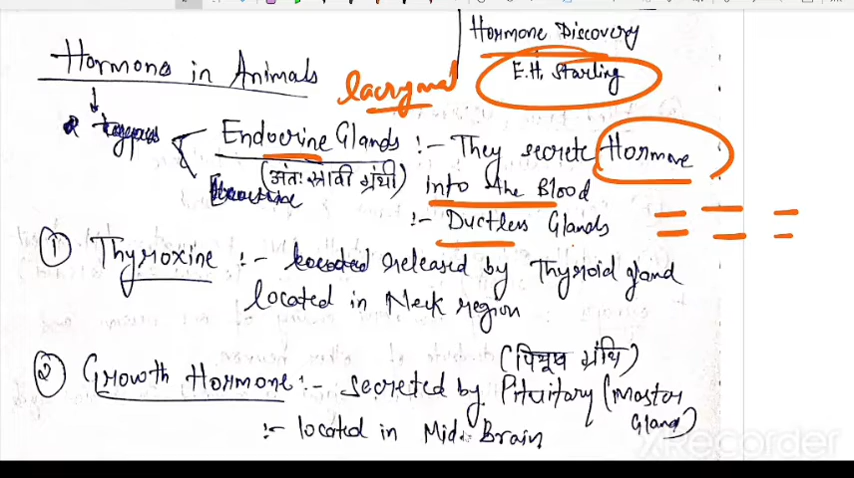 Hormone Discovery
E.H. Starling
Hormone in Animals
lacrymal
Endocrine Glands :- They secrete Hormone
(अंतः स्रावी ग्रंथी) into the Blood
:- Ductless Glands
① Thyroxine :- released by Thyroid gland
located in Neck region
(पियूष ग्रंथि)
② Growth Hormone :- secreted by Pituitary (Master
Gland)
:- located in Mid Brain
XRecorder